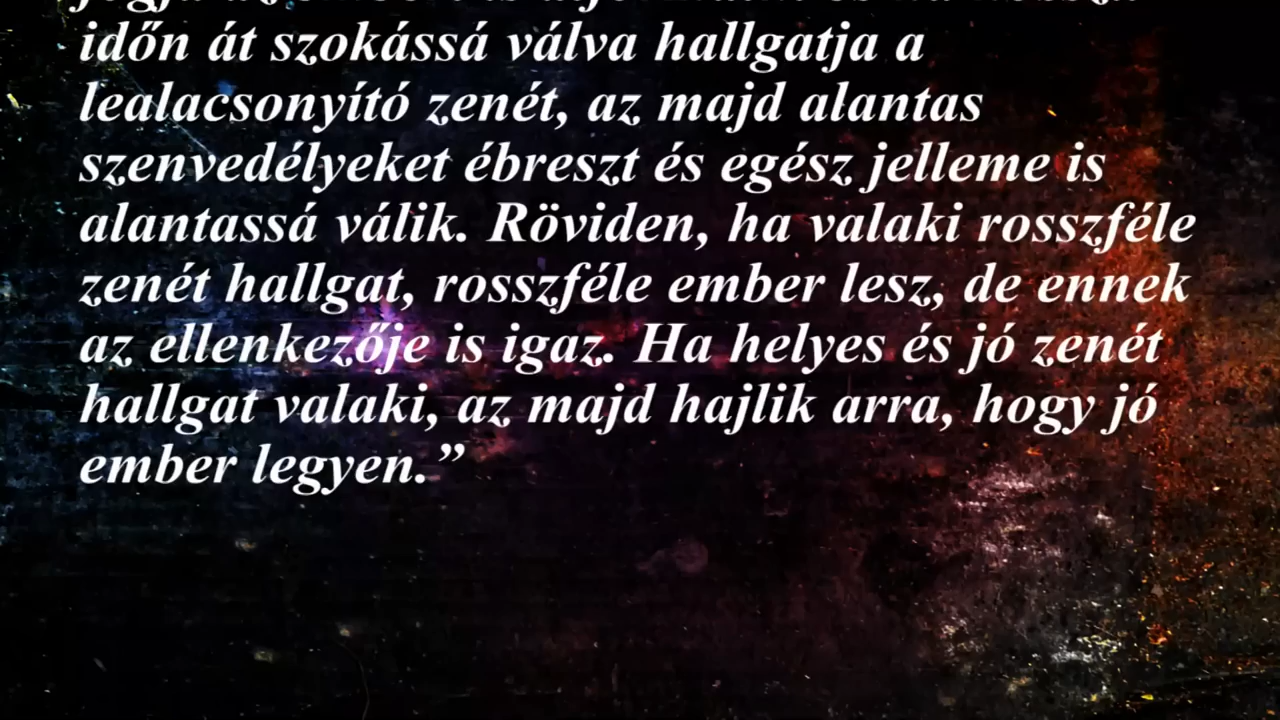 időn át szokássá válva hallgatja a
lealacsonyító zenét, az majd alantas
szenvedélyeket ébreszt és egész jelleme is
alantassá válik. Röviden, ha valaki rosszféle
zenét hallgat, rosszféle ember lesz, de ennek
az ellenkezője is igaz. Ha helyes és jó zenét
hallgat valaki, az majd hajlik arra, hogy jó
ember legyen.”